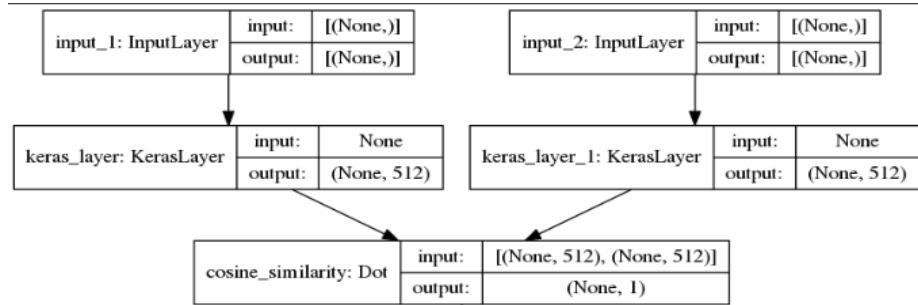 input_1: InputLayer
input: [(None,)]
output: [(None,)]
input_2: InputLayer
input: [(None,)]
output: [(None,)]
keras_layer: KerasLayer
input: None
output: (None, 512)
keras_layer_1: KerasLayer
input: None
output: (None, 512)
cosine_similarity: Dot
input: [(None, 512), (None, 512)]
output: (None, 1)